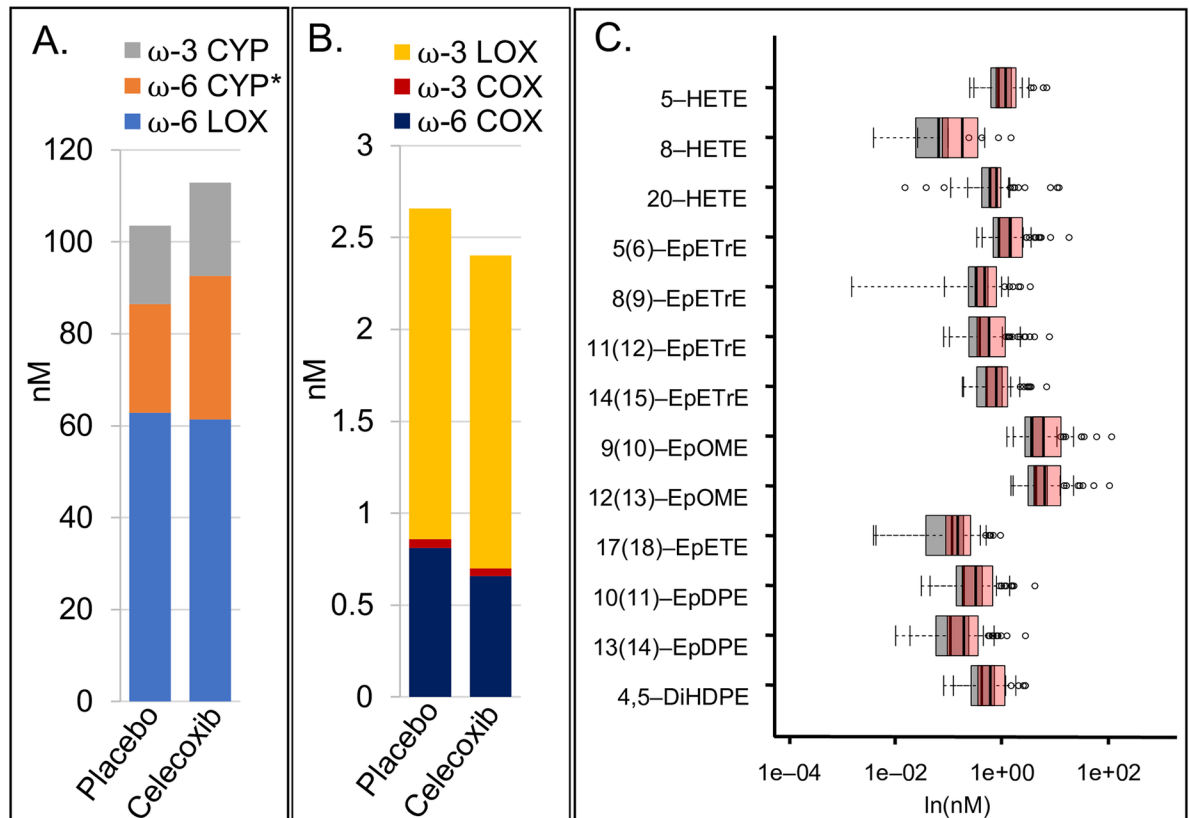 A.
ω-3 CYP
ω-6 CYP*
ω-6 LOX
120
100
80
60
40
20
0
nM
Placebo
Celecoxib
B.
ω-3 LOX
ω-3 COX
ω-6 COX
3
2.5
2
1.5
1
0.5
0
nM
Placebo
Celecoxib
C.
5–HETE
8–HETE
20–HETE
5(6)–EpETrE
8(9)–EpETrE
11(12)–EpETrE
14(15)–EpETrE
9(10)–EpOME
12(13)–EpOME
17(18)–EpETE
10(11)–EpDPE
13(14)–EpDPE
4,5–DiHDPE
1e–04 1e–02 1e+00 1e+02
ln(nM)